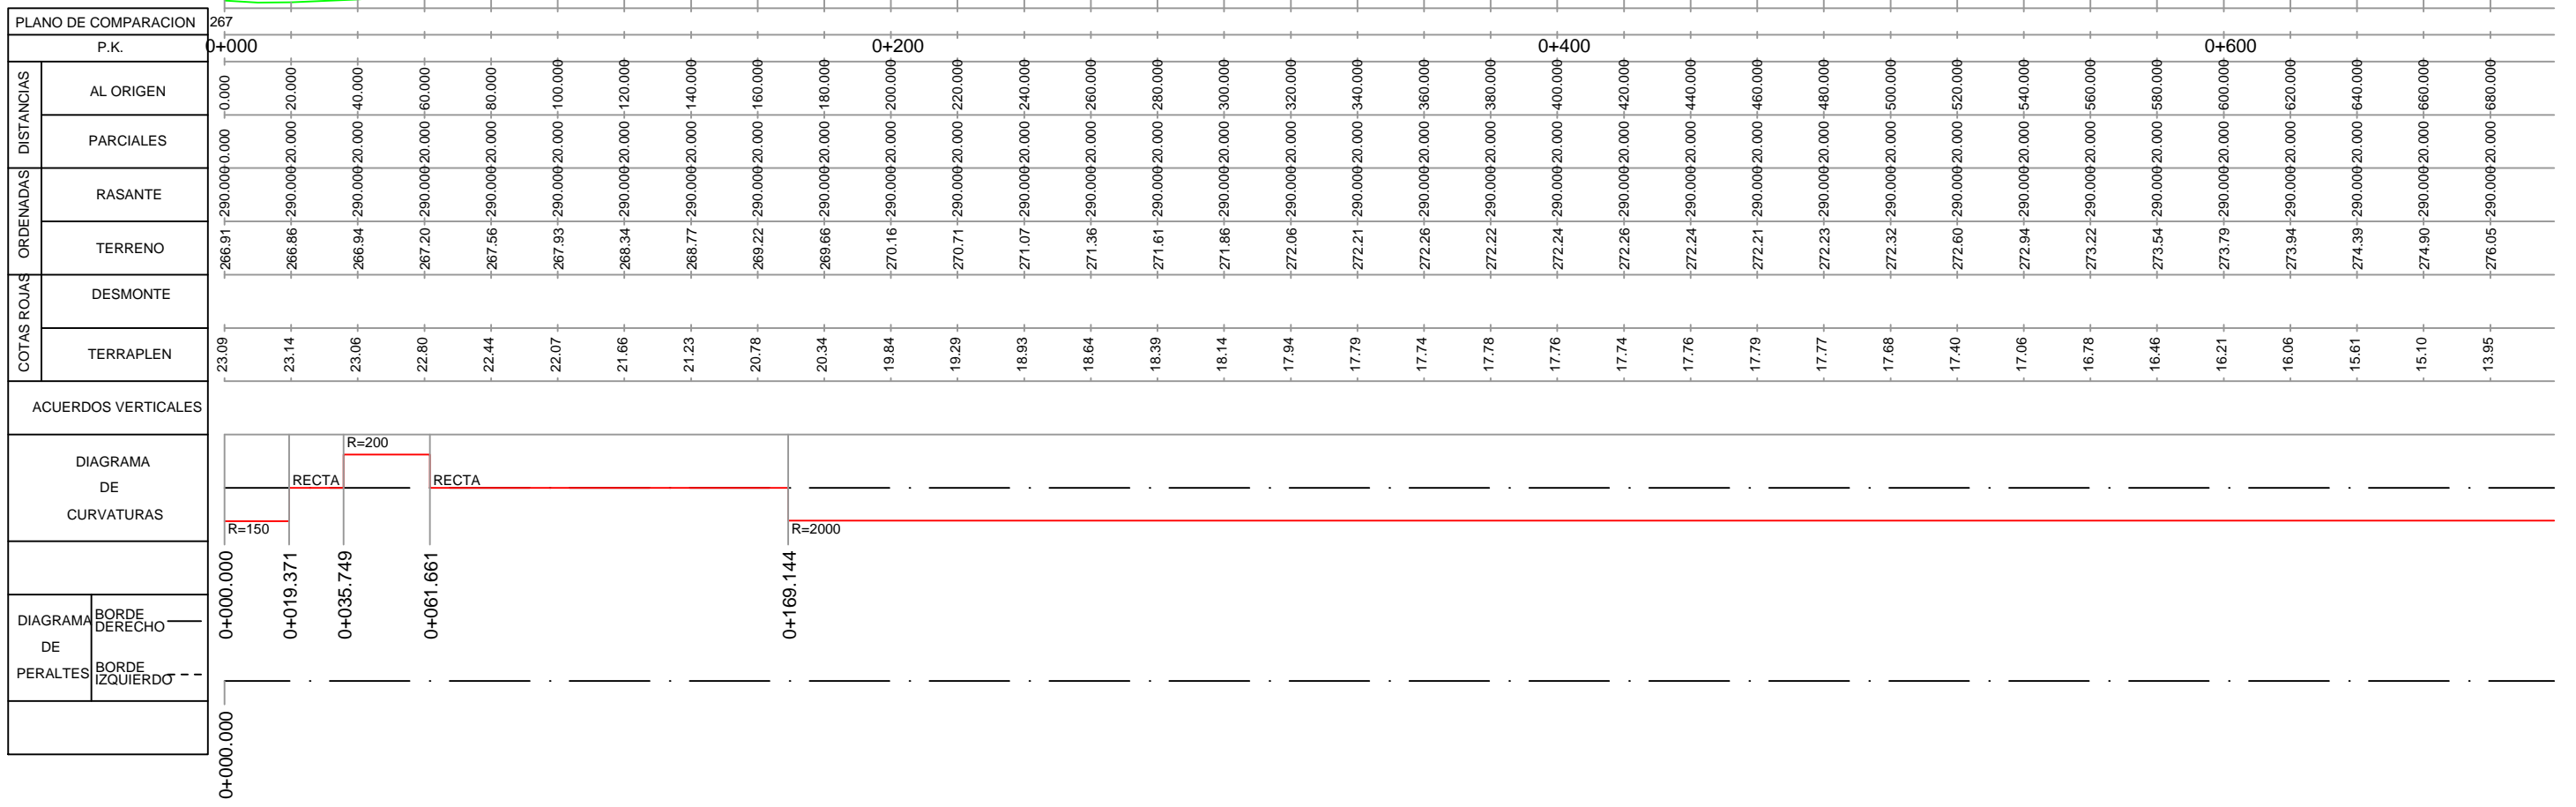 PLANO DE COMPARACION 267
P.K. 0+000 0+200 0+400 0+600
DISTANCIAS
AL ORIGEN 0.000 20.000 40.000 60.000 80.000 100.000 120.000 140.000 160.000 180.000 200.000 220.000 240.000 260.000 280.000 300.000 320.000 340.000 360.000 380.000 400.000 420.000 440.000 460.000 480.000 500.000 520.000 540.000 560.000 580.000 600.000 620.000 640.000 660.000 680.000
PARCIALES 0.000 20.000 20.000 20.000 20.000 20.000 20.000 20.000 20.000 20.000 20.000 20.000 20.000 20.000 20.000 20.000 20.000 20.000 20.000 20.000 20.000 20.000 20.000 20.000 20.000 20.000 20.000 20.000 20.000 20.000 20.000 20.000 20.000 20.000 20.000
ORDENADAS
RASANTE 290.000 290.000 290.000 290.000 290.000 290.000 290.000 290.000 290.000 290.000 290.000 290.000 290.000 290.000 290.000 290.000 290.000 290.000 290.000 290.000 290.000 290.000 290.000 290.000 290.000 290.000 290.000 290.000 290.000 290.000 290.000 290.000 290.000 290.000 290.000
TERRENO 266.91 266.86 266.94 267.20 267.56 267.93 268.34 268.77 269.22 269.66 270.16 270.71 271.07 271.36 271.61 271.86 272.06 272.21 272.26 272.22 272.24 272.26 272.24 272.21 272.23 272.32 272.60 272.94 273.22 273.54 273.79 273.94 274.39 274.90 276.05
COTAS ROJAS
DESMONTE
TERRAPLEN 23.09 23.14 23.06 22.80 22.44 22.07 21.66 21.23 20.78 20.34 19.84 19.29 18.93 18.64 18.39 18.14 17.94 17.79 17.74 17.78 17.76 17.74 17.76 17.79 17.77 17.68 17.40 17.06 16.78 16.46 16.21 16.06 15.61 15.10 13.95
ACUERDOS VERTICALES
DIAGRAMA
DE
CURVATURAS
R=150
RECTA
R=200
RECTA
R=2000
0+000.000 0+019.371 0+035.749 0+061.661 0+169.144
DIAGRAMA
DE
PERALTES
BORDE
DERECHO
BORDE
IZQUIERDO
0+000.000